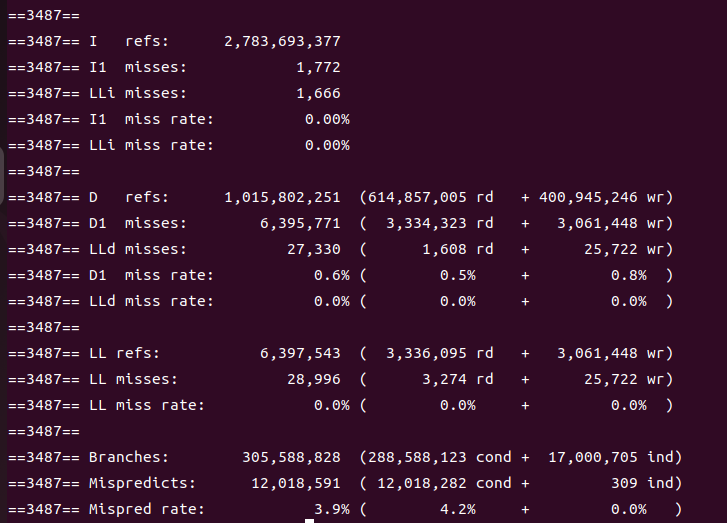 ==3487==
==3487== I   refs:      2,783,693,377
==3487== I1  misses:            1,772
==3487== LLi misses:            1,666
==3487== I1  miss rate:          0.00%
==3487== LLi miss rate:          0.00%
==3487==
==3487== D   refs:      1,015,802,251  (614,857,005 rd   + 400,945,246 wr)
==3487== D1  misses:        6,395,771  (  3,334,323 rd   +   3,061,448 wr)
==3487== LLd misses:           27,330  (      1,608 rd   +      25,722 wr)
==3487== D1  miss rate:           0.6% (        0.5%     +         0.8%  )
==3487== LLd miss rate:           0.0% (        0.0%     +         0.0%  )
==3487==
==3487== LL refs:           6,397,543  (  3,336,095 rd   +   3,061,448 wr)
==3487== LL misses:            28,996  (      3,274 rd   +      25,722 wr)
==3487== LL miss rate:            0.0% (        0.0%     +         0.0%  )
==3487==
==3487== Branches:        305,588,828  (288,588,123 cond +  17,000,705 ind)
==3487== Mispredicts:      12,018,591  ( 12,018,282 cond +         309 ind)
==3487== Mispred rate:            3.9% (        4.2%     +         0.0%   )